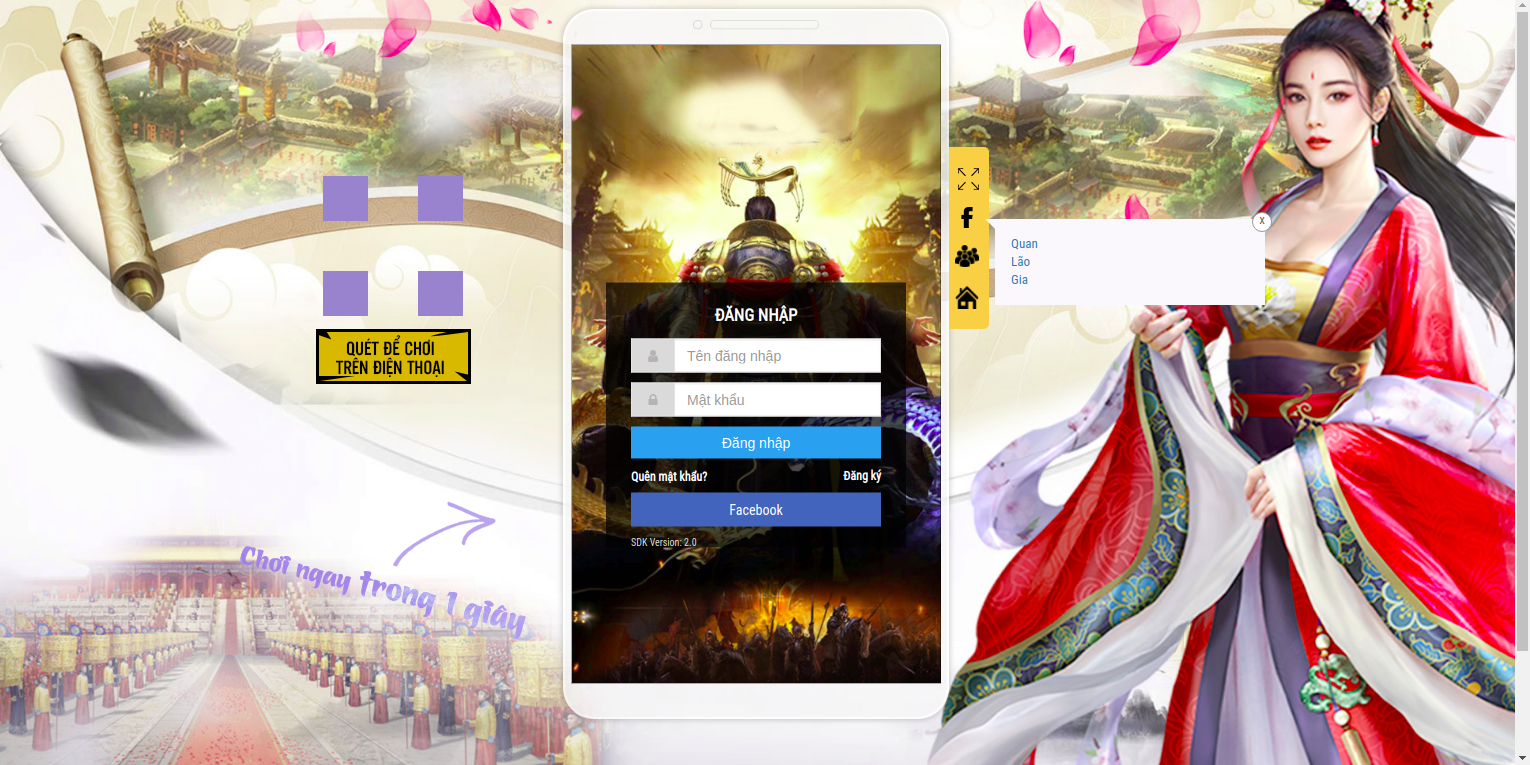 QUÉT ĐỂ CHƠI
TRÊN ĐIỆN THOẠI
Chơi ngay trong 1 giây
ĐĂNG NHẬP
Tên đăng nhập
Mật khẩu
Đăng nhập
Quên mật khẩu?
Đăng ký
Facebook
SDK Version: 2.0
X
Quan
Lão
Gia